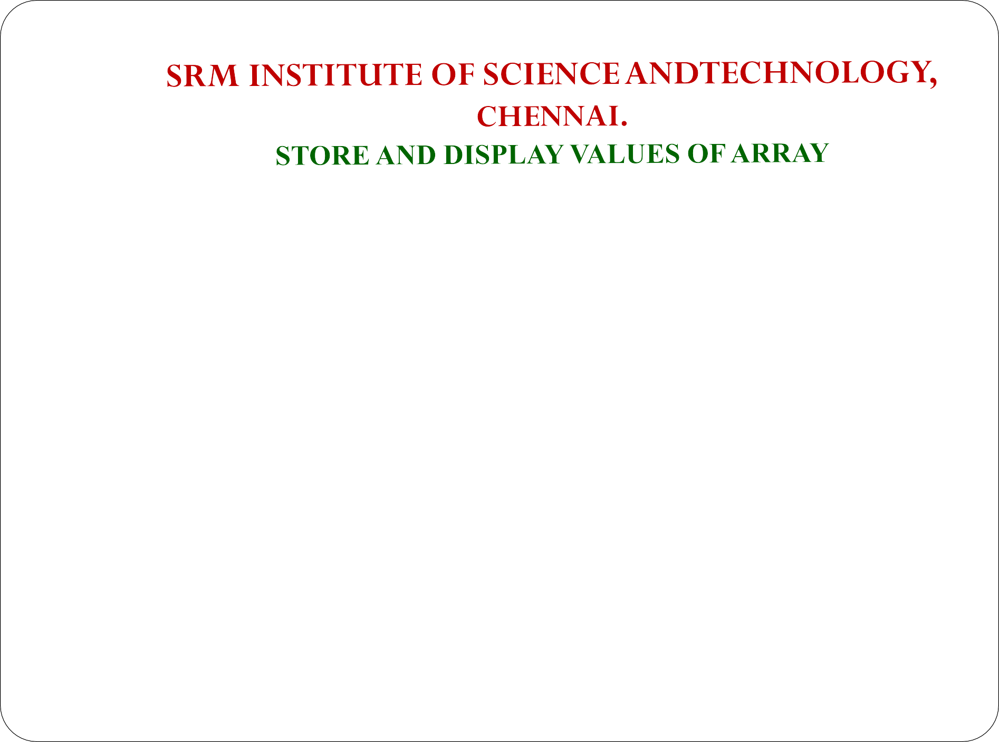 SRM INSTITUTE OF SCIENCE ANDTECHNOLOGY,
CHENNAI.
STORE AND DISPLAY VALUES OF ARRAY